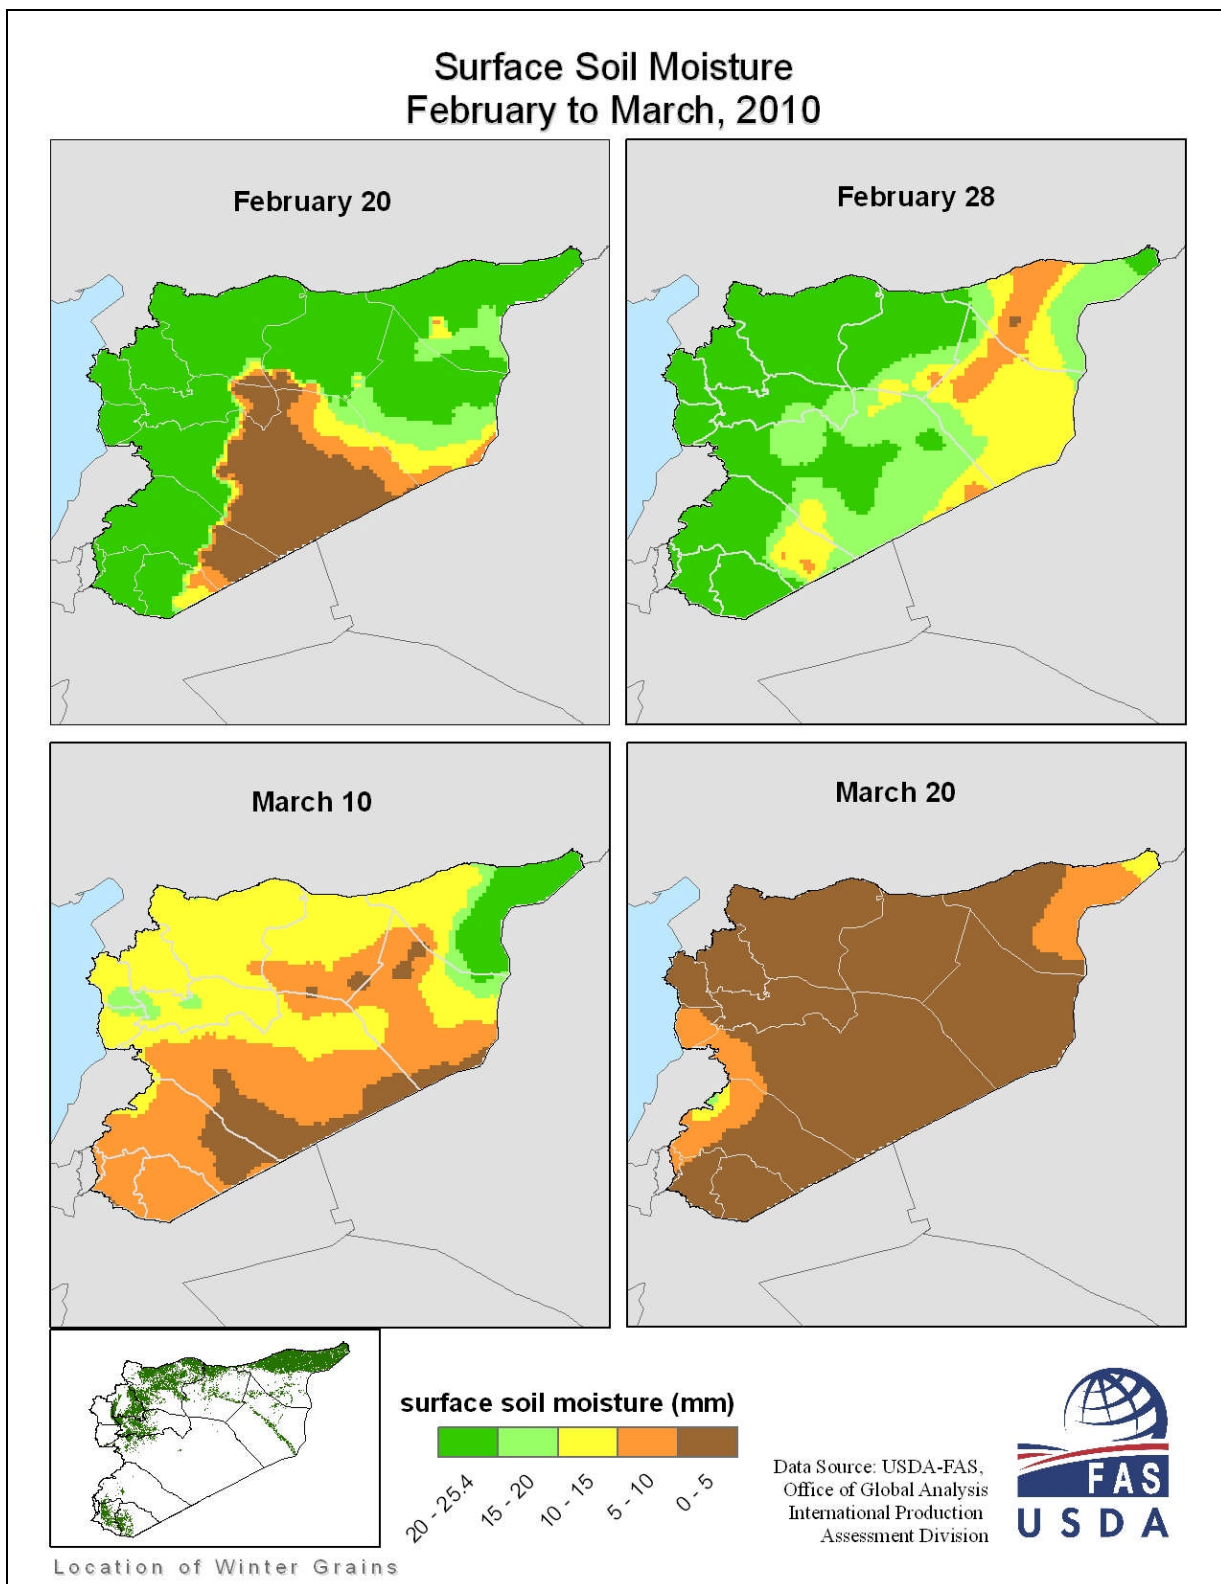 Surface Soil Moisture
February to March, 2010
February 20
February 28
March 10
March 20
surface soil moisture (mm)
20 - 25.4
15 - 20
10 - 15
5 - 10
0 - 5
Data Source: USDA-FAS,
Office of Global Analysis
International Production
Assessment Division
FAS
USDA
Location of Winter Grains